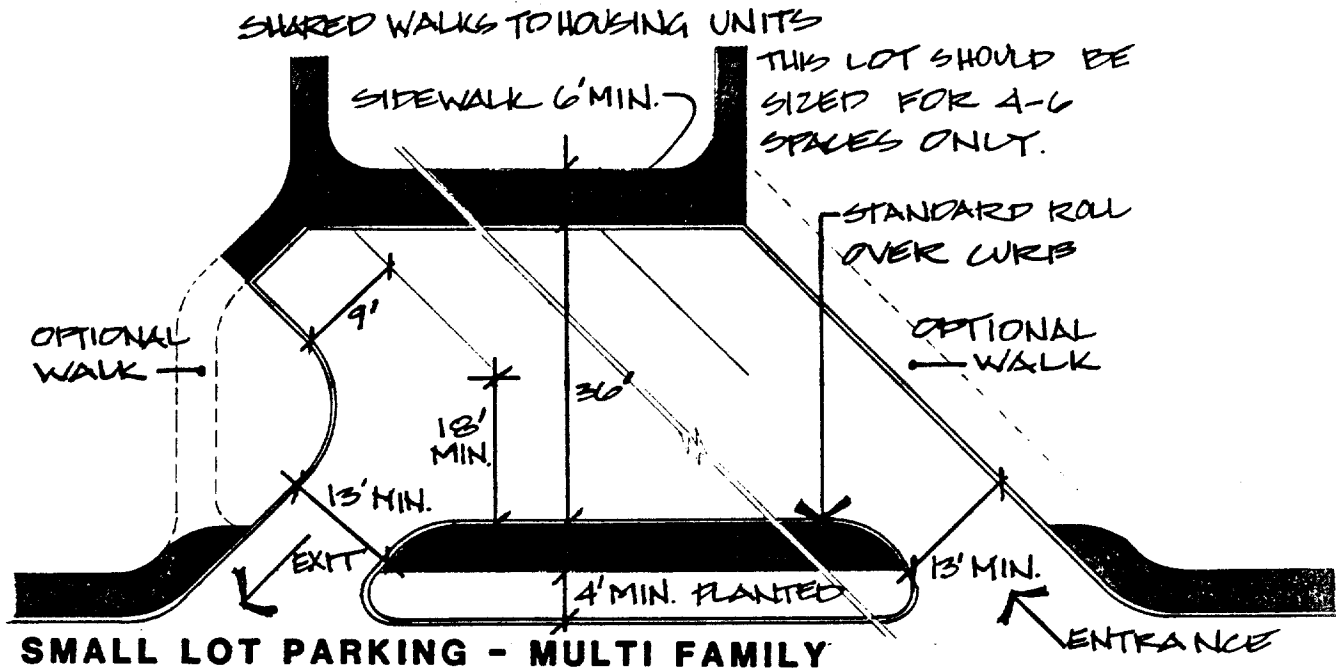 SHARED WALKS TO HOUSING UNITS
THIS LOT SHOULD BE
SIZED FOR 4-6
SPACES ONLY.
SIDEWALK 6' MIN.
STANDARD ROLL
OVER CURB
9'
OPTIONAL
WALK
OPTIONAL
WALK
36'
18'
MIN.
13' MIN.
EXIT
4' MIN. PLANTED
13' MIN.
ENTRANCE
SMALL LOT PARKING - MULTI FAMILY